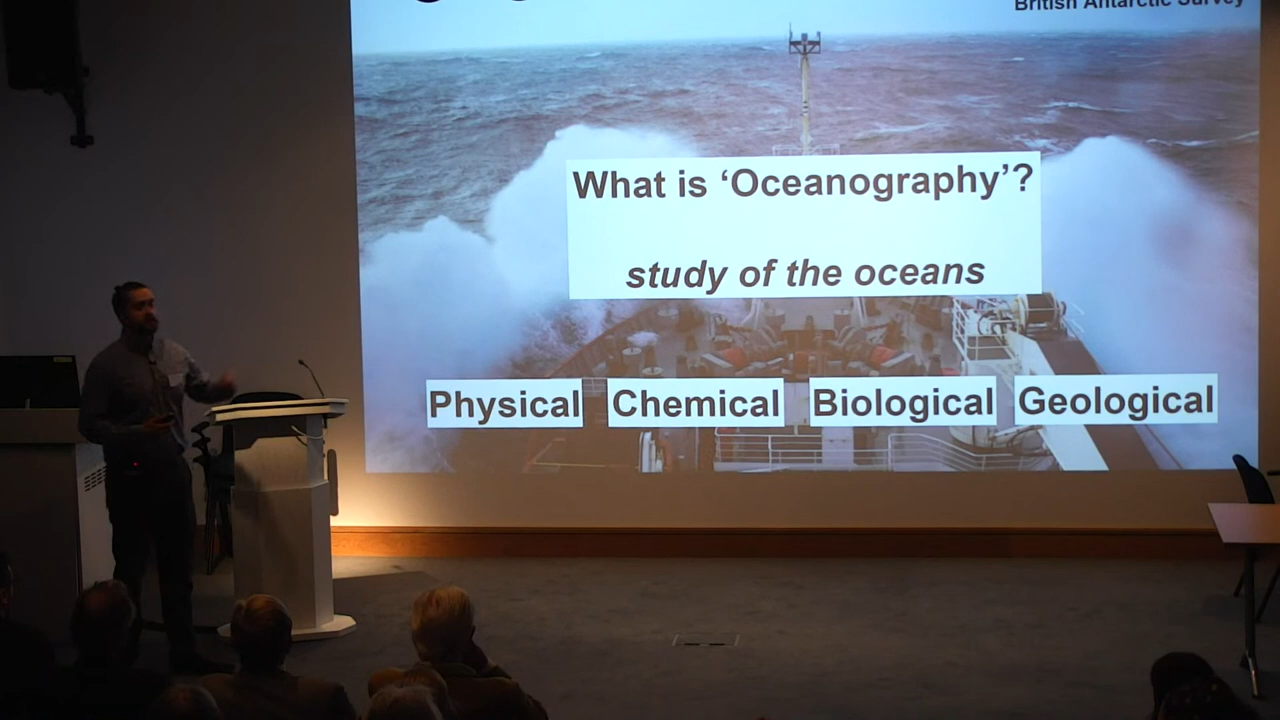 British Antarctic Survey
What is ‘Oceanography’?
study of the oceans
Physical Chemical Biological Geological